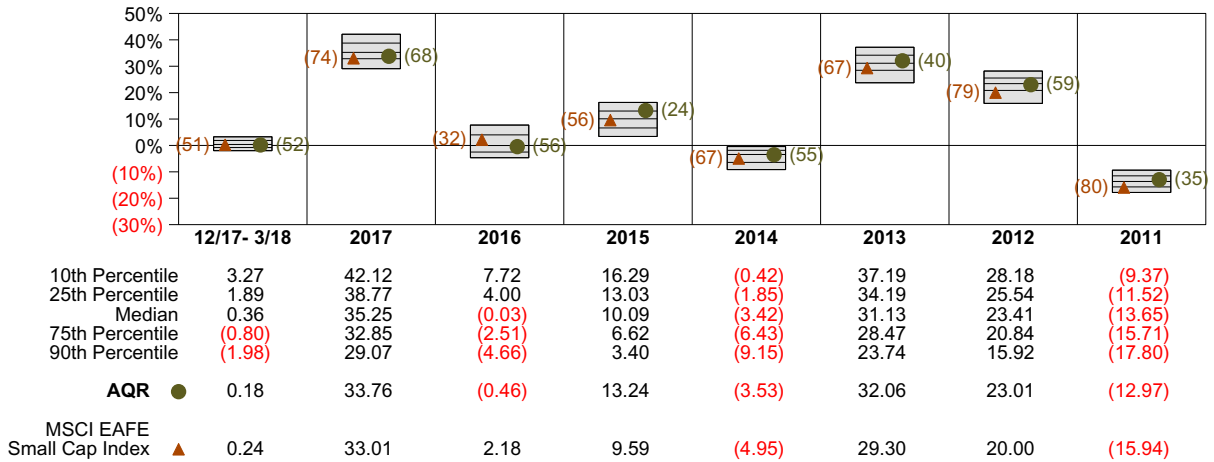 50%
40%
30%
20%
10%
0%
(10%)
(20%)
(30%)
(51) (52)
(74) (68)
(32) (56)
(56) (24)
(67) (55)
(67) (40)
(79) (59)
(80) (35)
12/17- 3/18 2017 2016 2015 2014 2013 2012 2011
10th Percentile 3.27 42.12 7.72 16.29 (0.42) 37.19 28.18 (9.37)
25th Percentile 1.89 38.77 4.00 13.03 (1.85) 34.19 25.54 (11.52)
Median 0.36 35.25 (0.03) 10.09 (3.42) 31.13 23.41 (13.65)
75th Percentile (0.80) 32.85 (2.51) 6.62 (6.43) 28.47 20.84 (15.71)
90th Percentile (1.98) 29.07 (4.66) 3.40 (9.15) 23.74 15.92 (17.80)
AQR 0.18 33.76 (0.46) 13.24 (3.53) 32.06 23.01 (12.97)
MSCI EAFE
Small Cap Index 0.24 33.01 2.18 9.59 (4.95) 29.30 20.00 (15.94)